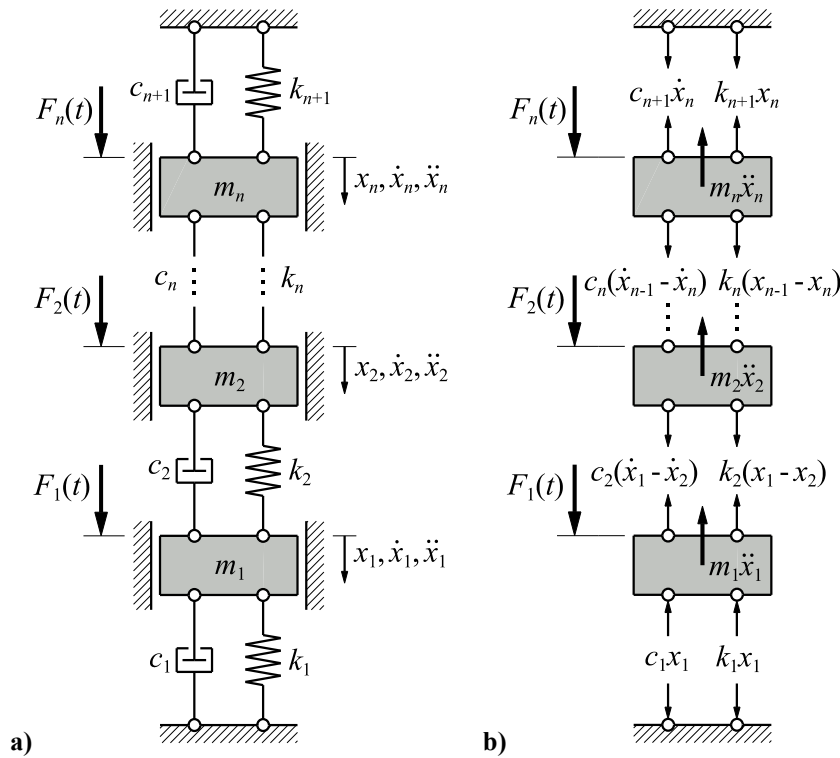 c_{n+1} k_{n+1}
F_n(t)
m_n x_n, ẋ_n, ẍ_n
c_n k_n
F_2(t)
m_2 x_2, ẋ_2, ẍ_2
c_2 k_2
F_1(t)
m_1 x_1, ẋ_1, ẍ_1
c_1 k_1
a)
c_{n+1}ẋ_n k_{n+1}x_n
F_n(t)
m_nẍ_n
c_n(ẋ_{n-1} - ẋ_n) k_n(x_{n-1} - x_n)
F_2(t)
m_2ẍ_2
c_2(ẋ_1 - ẋ_2) k_2(x_1 - x_2)
F_1(t)
m_1ẍ_1
c_1x_1 k_1x_1
b)